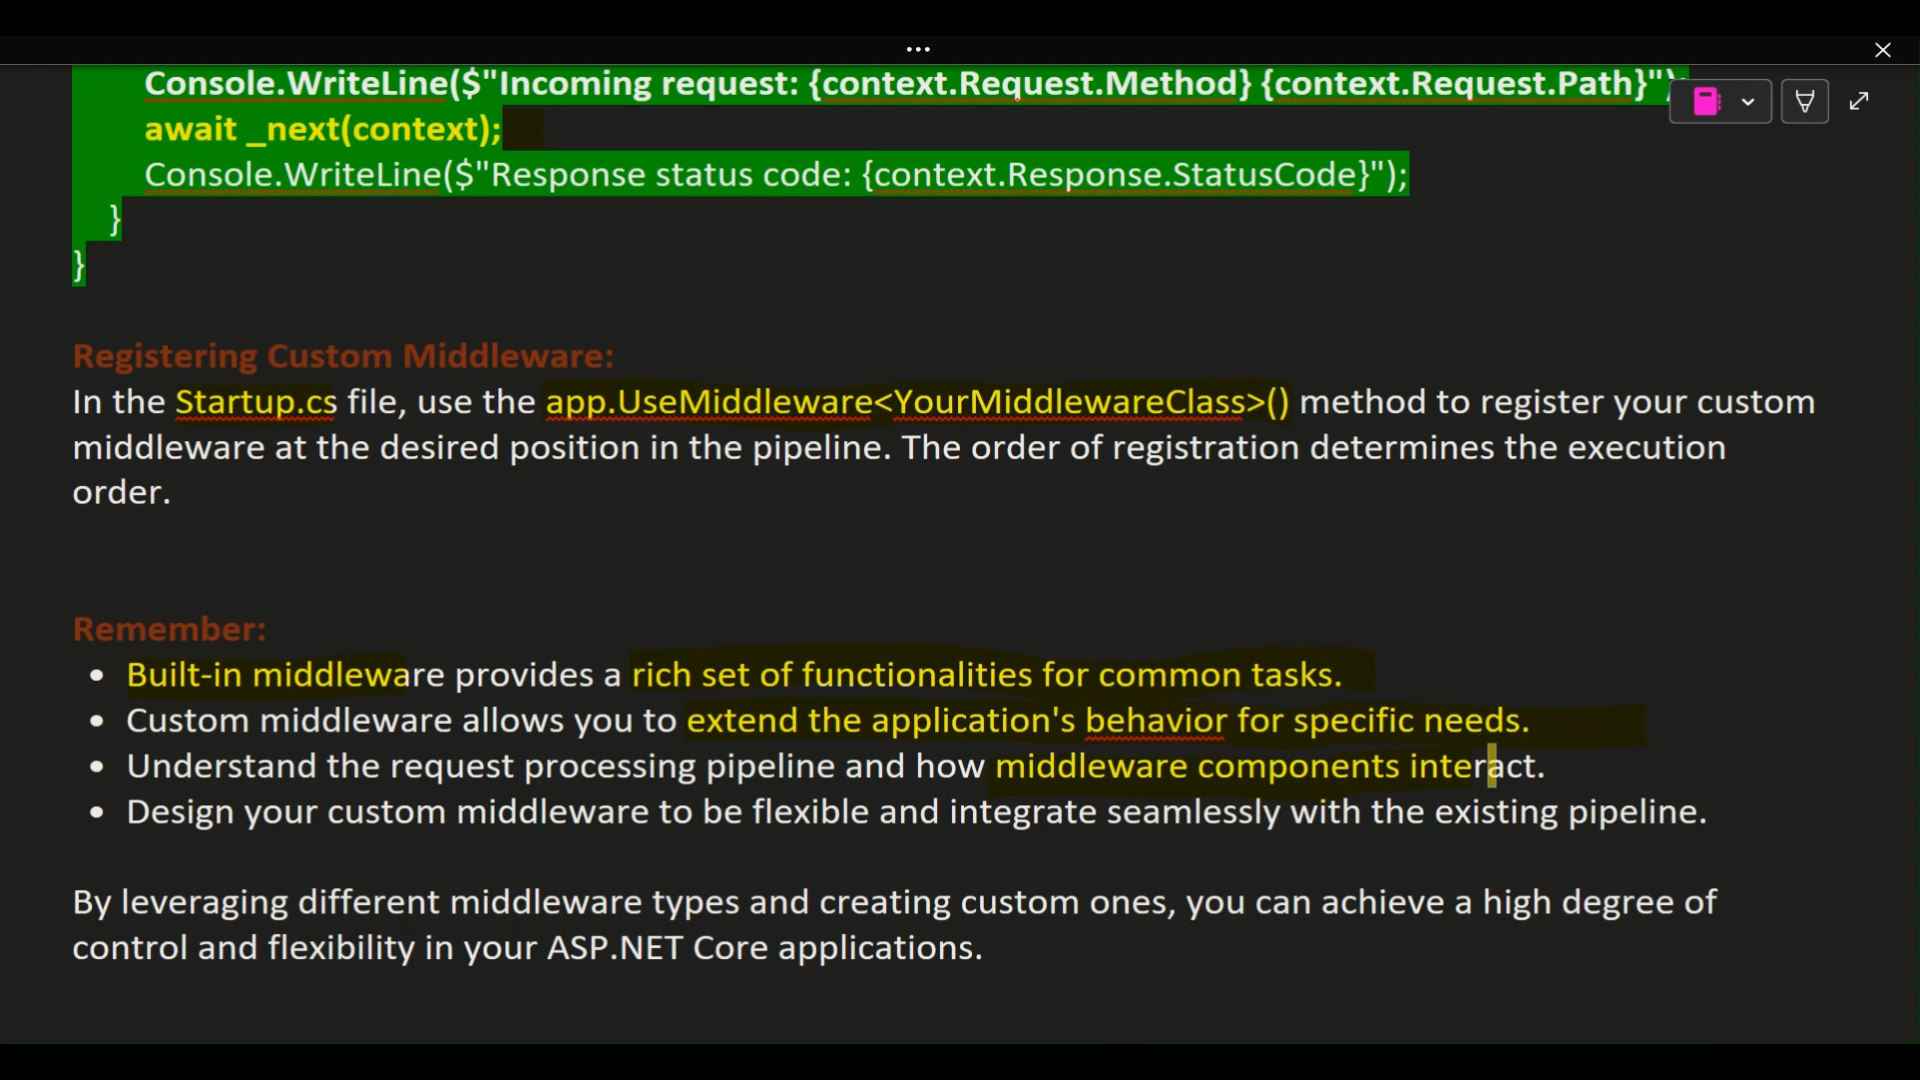 Console.WriteLine($"Incoming request: {context.Request.Method} {context.Request.Path}");
await _next(context);
Console.WriteLine($"Response status code: {context.Response.StatusCode}");
}
}
Registering Custom Middleware:
In the Startup.cs file, use the app.UseMiddleware<YourMiddlewareClass>() method to register your custom
middleware at the desired position in the pipeline. The order of registration determines the execution
order.
Remember:
• Built-in middleware provides a rich set of functionalities for common tasks.
• Custom middleware allows you to extend the application's behavior for specific needs.
• Understand the request processing pipeline and how middleware components interact.
• Design your custom middleware to be flexible and integrate seamlessly with the existing pipeline.
By leveraging different middleware types and creating custom ones, you can achieve a high degree of
control and flexibility in your ASP.NET Core applications.